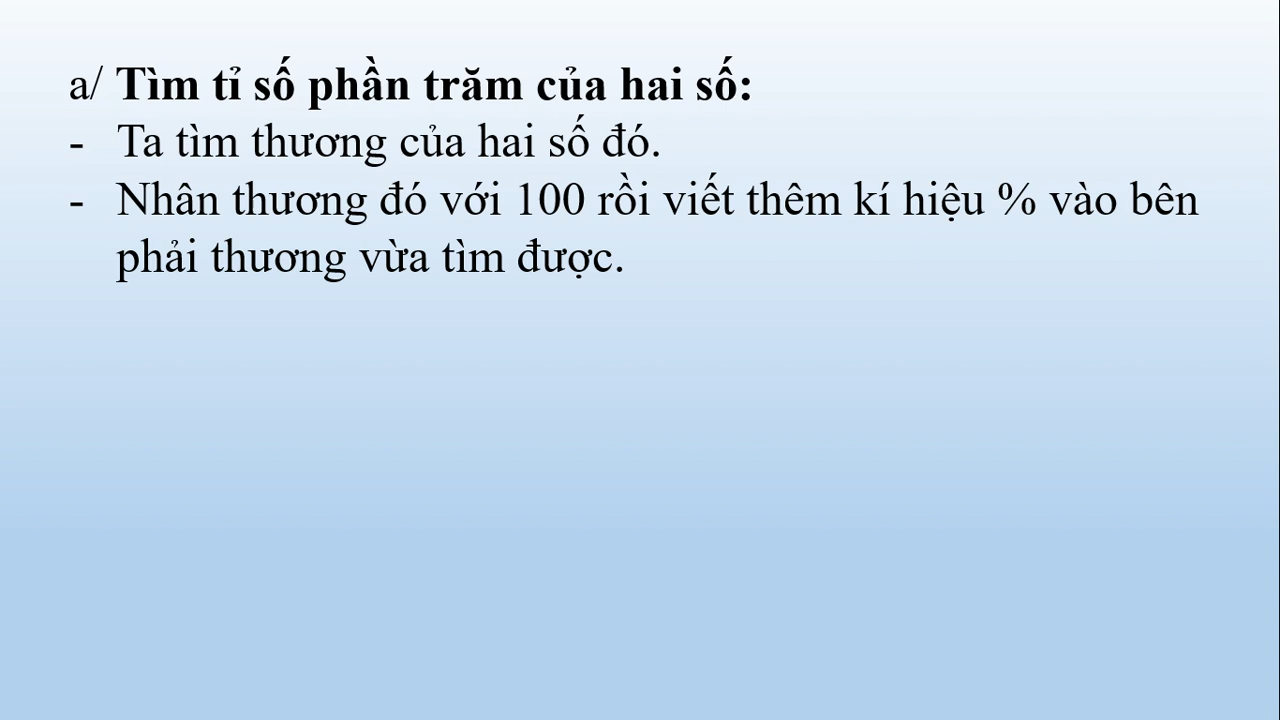 a/ Tìm tỉ số phần trăm của hai số:
- Ta tìm thương của hai số đó.
- Nhân thương đó với 100 rồi viết thêm kí hiệu % vào bên
phải thương vừa tìm được.